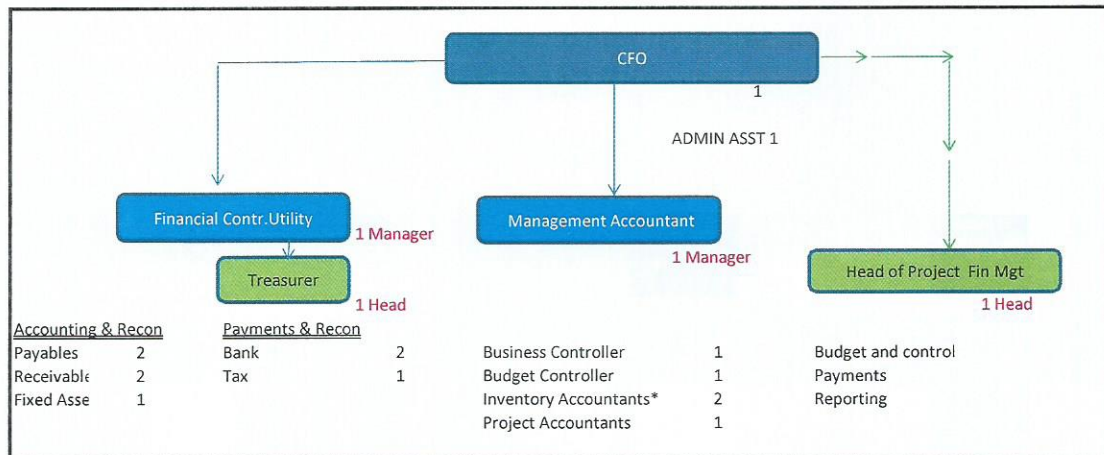 CFO
1
ADMIN ASST 1
Financial Contr.Utility
1 Manager
Management Accountant
1 Manager
Treasurer
1 Head
Head of Project Fin Mgt
1 Head
Accounting & Recon
Payables 2
Receivable 2
Fixed Asse 1
Payments & Recon
Bank 2
Tax 1
Business Controller 1
Budget Controller 1
Inventory Accountants* 2
Project Accountants 1
Budget and control
Payments
Reporting